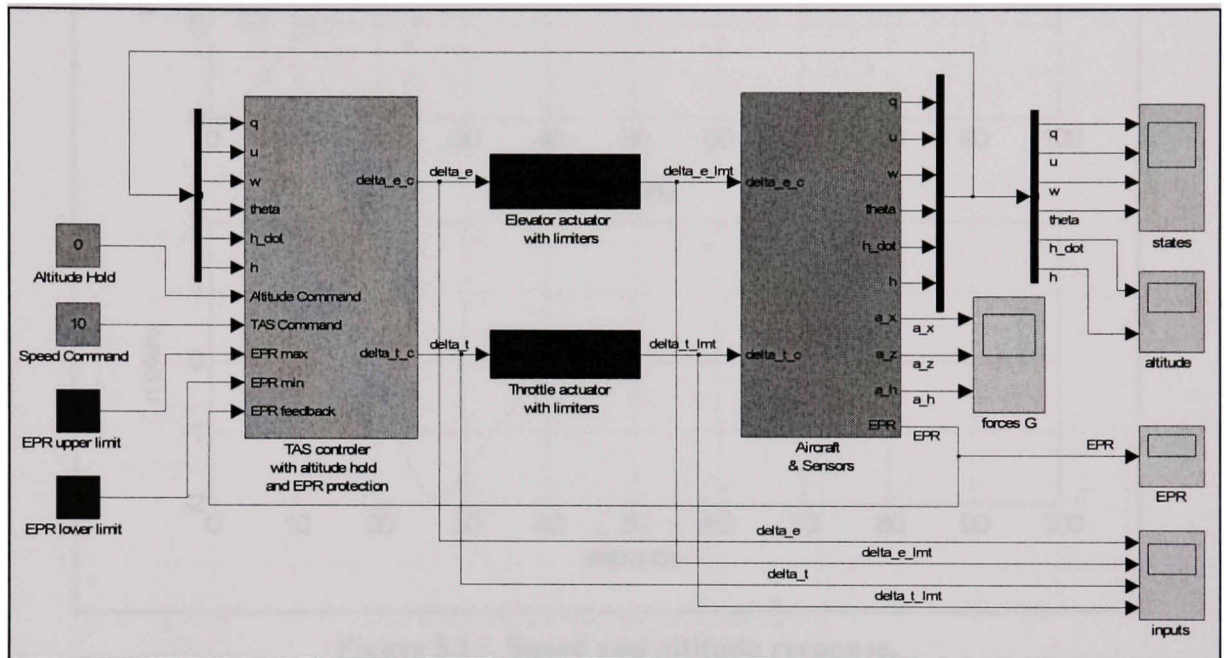 0
Altitude Hold
10
Speed Command
EPR upper limit
EPR lower limit
q
u
w
theta
h_dot
h
Altitude Command
TAS Command
EPR max
EPR min
EPR feedback
delta_e_c
delta_t_c
TAS controler
with altitude hold
and EPR protection
delta_e
delta_t
Elevator actuator
with limiters
Throttle actuator
with limiters
delta_e_lmt
delta_t_lmt
delta_e_c
delta_t_c
q
u
w
theta
h_dot
h
a_x
a_z
a_h
EPR
Aircraft
& Sensors
a_x
a_z
a_h
EPR
forces G
q
u
w
theta
h_dot
h
states
altitude
EPR
EPR
delta_e
delta_e_lmt
delta_t
delta_t_lmt
inputs